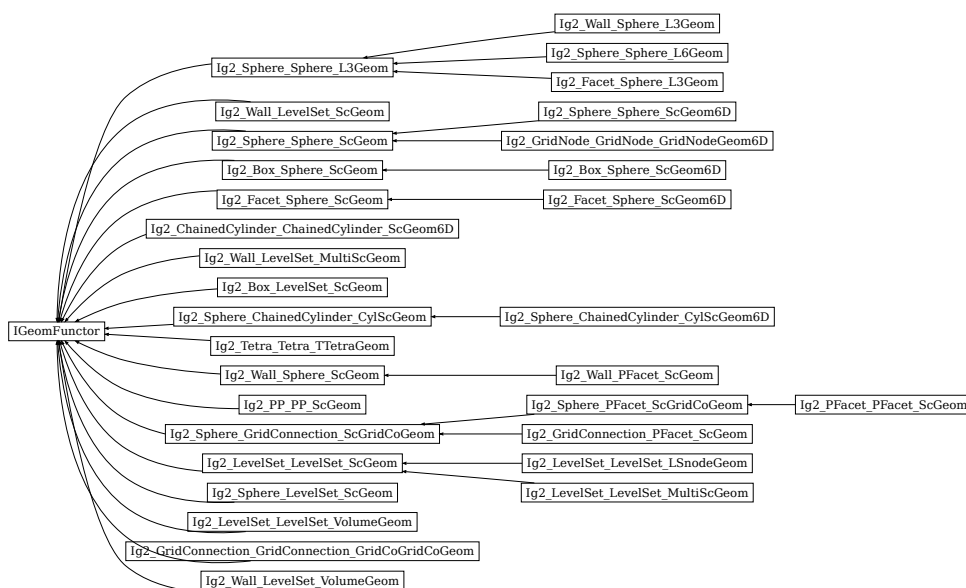 Ig2_Wall_Sphere_L3Geom
Ig2_Sphere_Sphere_L6Geom
Ig2_Sphere_Sphere_L3Geom
Ig2_Facet_Sphere_L3Geom
Ig2_Wall_LevelSet_ScGeom
Ig2_Sphere_Sphere_ScGeom6D
Ig2_Sphere_Sphere_ScGeom
Ig2_GridNode_GridNode_GridNodeGeom6D
Ig2_Box_Sphere_ScGeom
Ig2_Box_Sphere_ScGeom6D
Ig2_Facet_Sphere_ScGeom
Ig2_Facet_Sphere_ScGeom6D
Ig2_ChainedCylinder_ChainedCylinder_ScGeom6D
Ig2_Wall_LevelSet_MultiScGeom
Ig2_Box_LevelSet_ScGeom
Ig2_Sphere_ChainedCylinder_CylScGeom
Ig2_Sphere_ChainedCylinder_CylScGeom6D
IGeomFunctor
Ig2_Tetra_Tetra_TTetraGeom
Ig2_Wall_Sphere_ScGeom
Ig2_Wall_PFacet_ScGeom
Ig2_PP_PP_ScGeom
Ig2_Sphere_PFacet_ScGridCoGeom
Ig2_PFacet_PFacet_ScGeom
Ig2_Sphere_GridConnection_ScGridCoGeom
Ig2_GridConnection_PFacet_ScGeom
Ig2_LevelSet_LevelSet_ScGeom
Ig2_LevelSet_LevelSet_LSnodeGeom
Ig2_Sphere_LevelSet_ScGeom
Ig2_LevelSet_LevelSet_MultiScGeom
Ig2_LevelSet_LevelSet_VolumeGeom
Ig2_GridConnection_GridConnection_GridCoGridCoGeom
Ig2_Wall_LevelSet_VolumeGeom